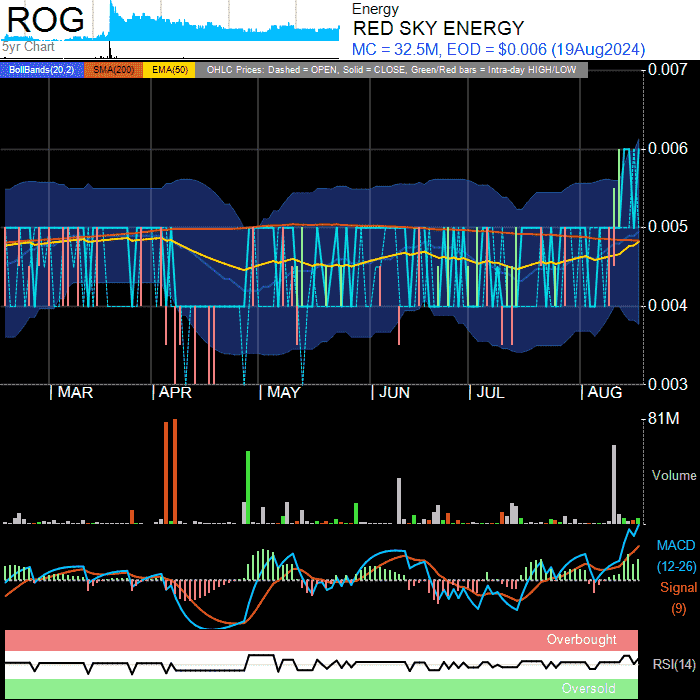 ROG
5yr Chart
Energy
RED SKY ENERGY
MC = 32.5M, EOD = $0.006 (19Aug2024)
BollBands(20,2) SMA(200) EMA(50) OHLC Prices: Dashed = OPEN, Solid = CLOSE, Green/Red bars = Intra-day HIGH/LOW
0.007
0.006
0.005
0.004
0.003
MAR APR MAY JUN JUL AUG
81M
Volume
MACD
(12-26)
Signal
(9)
Overbought
RSI(14)
Oversold